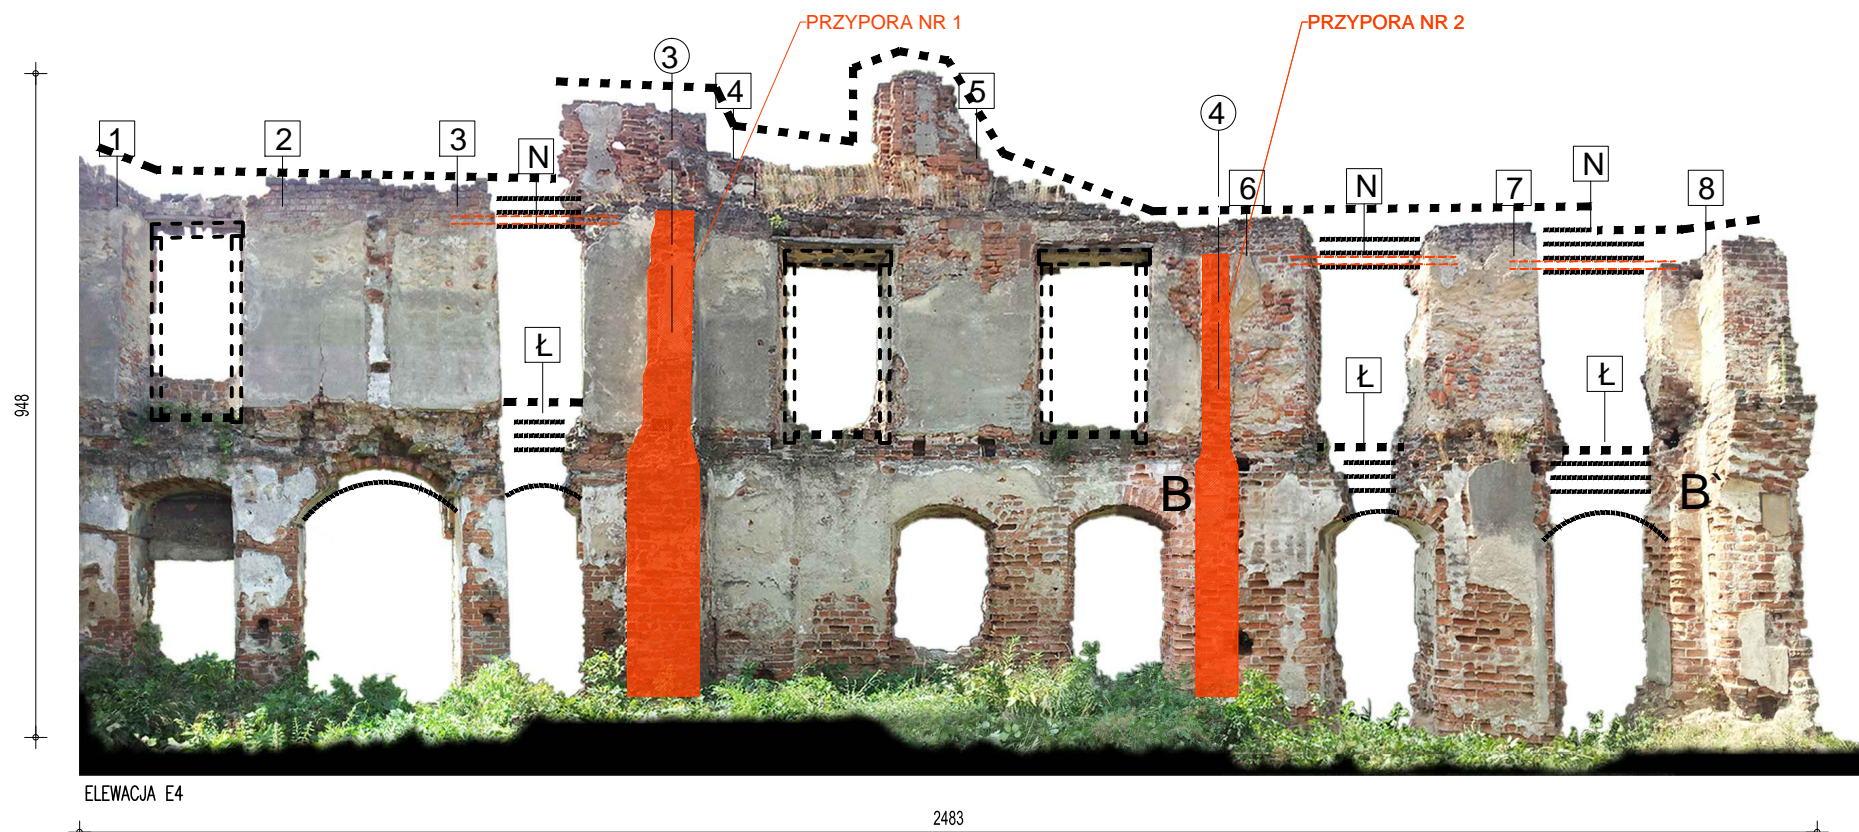 PRZYPORA NR 1
PRZYPORA NR 2
3
4
5
4
1
2
3
N
N
N
6
7
8
Ł
Ł
Ł
948
B
B`
ELEWACJA E4
2483